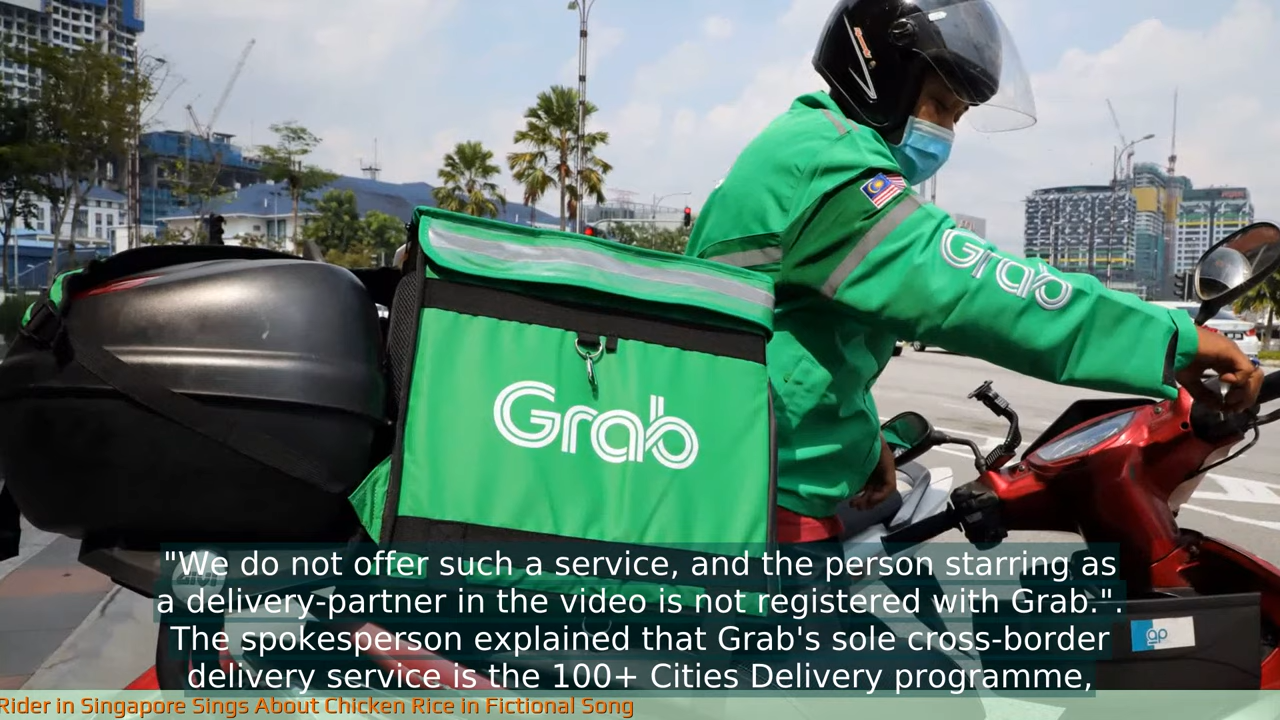 Grab
Grab
"We do not offer such a service, and the person starring as
a delivery-partner in the video is not registered with Grab.".
The spokesperson explained that Grab's sole cross-border
delivery service is the 100+ Cities Delivery programme,
Rider in Singapore Sings About Chicken Rice in Fictional Song